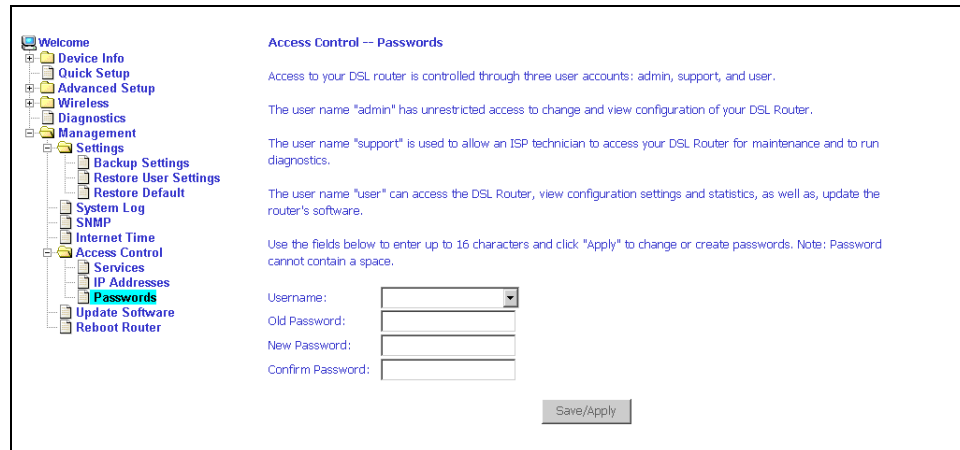 Welcome
Device Info
Quick Setup
Advanced Setup
Wireless
Diagnostics
Management
Settings
Backup Settings
Restore User Settings
Restore Default
System Log
SNMP
Internet Time
Access Control
Services
IP Addresses
Passwords
Update Software
Reboot Router
Access Control -- Passwords
Access to your DSL router is controlled through three user accounts: admin, support, and user.
The user name "admin" has unrestricted access to change and view configuration of your DSL Router.
The user name "support" is used to allow an ISP technician to access your DSL Router for maintenance and to run
diagnostics.
The user name "user" can access the DSL Router, view configuration settings and statistics, as well as, update the
router's software.
Use the fields below to enter up to 16 characters and click "Apply" to change or create passwords. Note: Password
cannot contain a space.
Username:
Old Password:
New Password:
Confirm Password:
Save/Apply